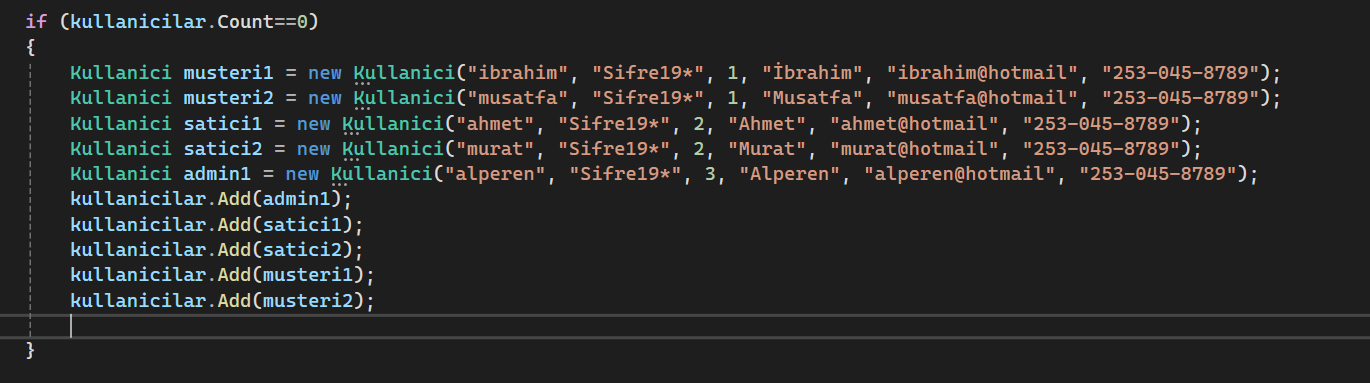 if (kullanicilar.Count==0)
{
Kullanici musteri1 = new Kullanici("ibrahim", "Sifre19*", 1, "İbrahim", "ibrahim@hotmail", "253-045-8789");
Kullanici musteri2 = new Kullanici("musatfa", "Sifre19*", 1, "Musatfa", "musatfa@hotmail", "253-045-8789");
Kullanici satici1 = new Kullanici("ahmet", "Sifre19*", 2, "Ahmet", "ahmet@hotmail", "253-045-8789");
Kullanici satici2 = new Kullanici("murat", "Sifre19*", 2, "Murat", "murat@hotmail", "253-045-8789");
Kullanici admin1 = new Kullanici("alperen", "Sifre19*", 3, "Alperen", "alperen@hotmail", "253-045-8789");
kullanicilar.Add(admin1);
kullanicilar.Add(satici1);
kullanicilar.Add(satici2);
kullanicilar.Add(musteri1);
kullanicilar.Add(musteri2);
}